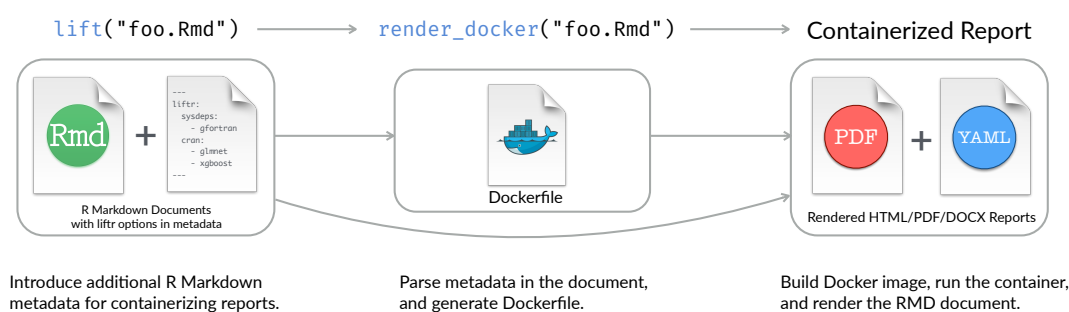 lift("foo.Rmd")
render_docker("foo.Rmd")
Containerized Report
Rmd
+
---
liftr:
sysdeps:
- gfortran
cran:
- glmnet
- xgboost
---
R Markdown Documents
with liftr options in metadata
Dockerfile
PDF
+
YAML
Rendered HTML/PDF/DOCX Reports
Introduce additional R Markdown
metadata for containerizing reports.
Parse metadata in the document,
and generate Dockerfile.
Build Docker image, run the container,
and render the RMD document.